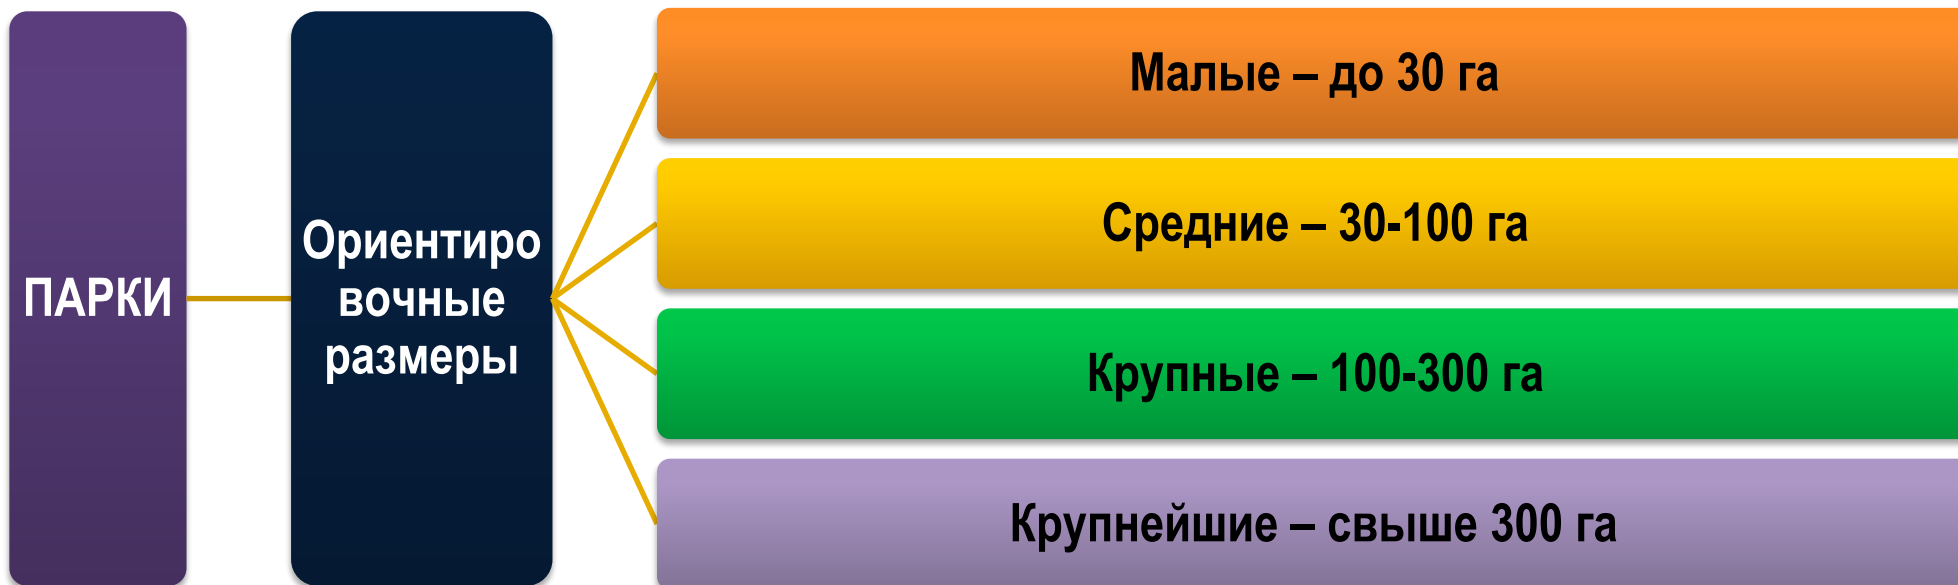 ПАРКИ
Ориентиро
вочные
размеры
Малые – до 30 га
Средние – 30-100 га
Крупные – 100-300 га
Крупнейшие – свыше 300 га